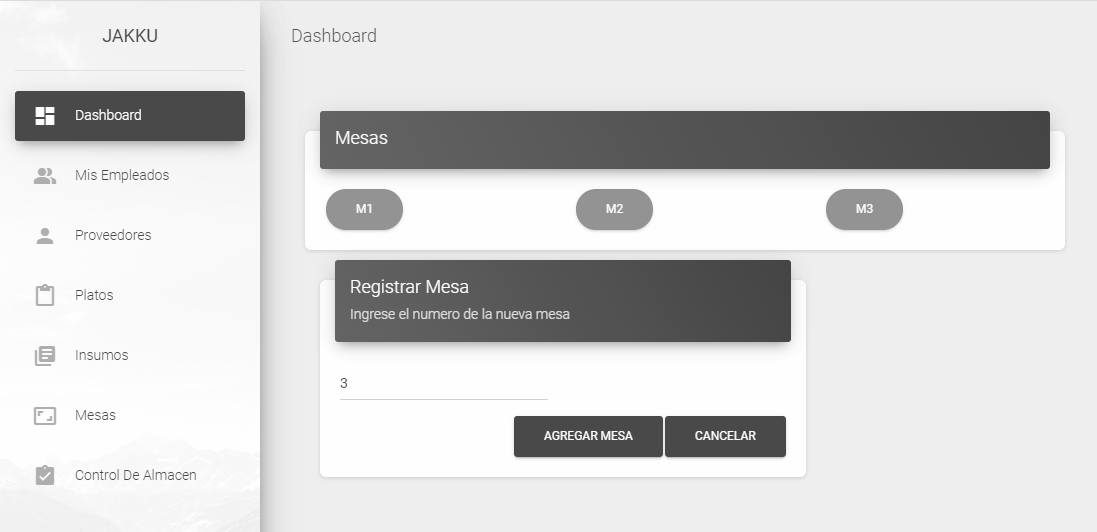 JAKKU
Dashboard
Mis Empleados
Proveedores
Platos
Insumos
Mesas
Control De Almacen
Dashboard
Mesas
M1 M2 M3
Registrar Mesa
Ingrese el numero de la nueva mesa
3
AGREGAR MESA CANCELAR